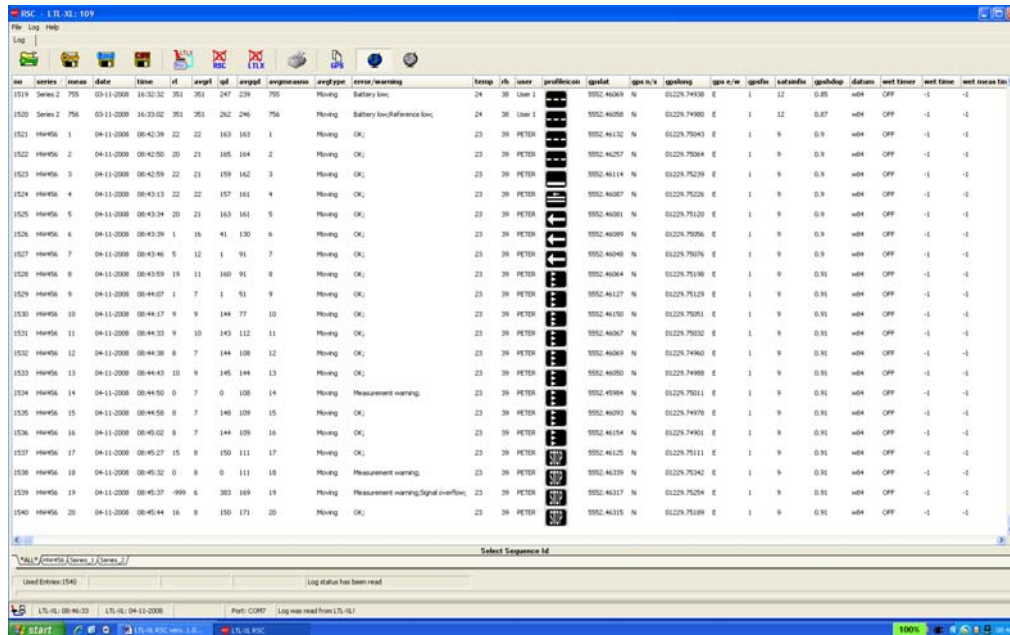 RSC - LTL-XL: 109
File Log Help
Log
RSC LTLX GPS
no series meas date time rl avgrl qd avgqd avgmeasno avgtype error/warning temp rh user profileicon gpslat gps n/s gpslong gps e/w gpsfix satsinfix gpshdop datum wet timer wet time wet meas tim
1519 Series 2 755 03-11-2008 16:32:32 351 351 247 239 755 Moving Battery low; 24 38 User 1 5552.46069 N 01229.74938 E 1 12 0.85 w84 OFF -1 -1
1520 Series 2 756 03-11-2008 16:33:02 351 351 262 246 756 Moving Battery low;Reference low; 24 38 User 1 5552.46058 N 01229.74980 E 1 12 0.87 w84 OFF -1 -1
1521 HW456 1 04-11-2008 08:42:39 22 22 163 163 1 Moving OK; 23 39 PETER 5552.46132 N 01229.75043 E 1 9 0.9 w84 OFF -1 -1
1522 HW456 2 04-11-2008 08:42:50 20 21 165 164 2 Moving OK; 23 39 PETER 5552.46257 N 01229.75064 E 1 9 0.9 w84 OFF -1 -1
1523 HW456 3 04-11-2008 08:42:59 22 21 159 162 3 Moving OK; 23 39 PETER 5552.46114 N 01229.75239 E 1 9 0.9 w84 OFF -1 -1
1524 HW456 4 04-11-2008 08:43:13 22 22 157 161 4 Moving OK; 23 39 PETER 5552.46087 N 01229.75226 E 1 9 0.9 w84 OFF -1 -1
1525 HW456 5 04-11-2008 08:43:34 20 21 163 161 5 Moving OK; 23 39 PETER 5552.46081 N 01229.75120 E 1 9 0.9 w84 OFF -1 -1
1526 HW456 6 04-11-2008 08:43:39 1 16 41 130 6 Moving OK; 23 39 PETER 5552.46089 N 01229.75056 E 1 9 0.9 w84 OFF -1 -1
1527 HW456 7 04-11-2008 08:43:46 5 12 1 91 7 Moving OK; 23 39 PETER 5552.46048 N 01229.75076 E 1 9 0.9 w84 OFF -1 -1
1528 HW456 8 04-11-2008 08:43:59 19 11 160 91 8 Moving OK; 23 39 PETER 5552.46064 N 01229.75198 E 1 9 0.91 w84 OFF -1 -1
1529 HW456 9 04-11-2008 08:44:07 1 7 1 51 9 Moving OK; 23 39 PETER 5552.46127 N 01229.75129 E 1 9 0.91 w84 OFF -1 -1
1530 HW456 10 04-11-2008 08:44:17 9 9 144 77 10 Moving OK; 23 39 PETER 5552.46150 N 01229.75051 E 1 9 0.91 w84 OFF -1 -1
1531 HW456 11 04-11-2008 08:44:33 9 10 143 112 11 Moving OK; 23 39 PETER 5552.46067 N 01229.75032 E 1 9 0.91 w84 OFF -1 -1
1532 HW456 12 04-11-2008 08:44:38 8 7 144 108 12 Moving OK; 23 39 PETER 5552.46069 N 01229.74960 E 1 9 0.91 w84 OFF -1 -1
1533 HW456 13 04-11-2008 08:44:43 10 9 145 144 13 Moving OK; 23 39 PETER 5552.46050 N 01229.74988 E 1 9 0.91 w84 OFF -1 -1
1534 HW456 14 04-11-2008 08:44:50 0 7 0 108 14 Moving Measurement warning; 23 39 PETER 5552.45984 N 01229.75011 E 1 9 0.91 w84 OFF -1 -1
1535 HW456 15 04-11-2008 08:44:58 8 7 148 109 15 Moving OK; 23 39 PETER 5552.46093 N 01229.74978 E 1 9 0.91 w84 OFF -1 -1
1536 HW456 16 04-11-2008 08:45:02 8 7 144 109 16 Moving OK; 23 39 PETER 5552.46154 N 01229.74901 E 1 9 0.91 w84 OFF -1 -1
1537 HW456 17 04-11-2008 08:45:27 15 8 150 111 17 Moving OK; 23 39 PETER STOP 5552.46125 N 01229.75111 E 1 9 0.91 w84 OFF -1 -1
1538 HW456 18 04-11-2008 08:45:32 0 8 0 111 18 Moving Measurement warning; 23 39 PETER STOP 5552.46339 N 01229.75342 E 1 9 0.91 w84 OFF -1 -1
1539 HW456 19 04-11-2008 08:45:37 -999 6 383 169 19 Moving Measurement warning;Signal overflow; 23 39 PETER STOP 5552.46317 N 01229.75254 E 1 9 0.91 w84 OFF -1 -1
1540 HW456 20 04-11-2008 08:45:44 16 8 150 171 20 Moving OK; 23 39 PETER STOP 5552.46315 N 01229.75189 E 1 9 0.91 w84 OFF -1 -1
Select Sequence Id
*ALL* HW456 Series_1 Series_2
Used Entries:1540 Log status has been read
LTL-XL: 08:46:33 LTL-XL: 04-11-2008 Port: COM7 Log was read from LTL-XL!
start LTL-XL RSC vers. 1.0... LTL-XL RSC 100%